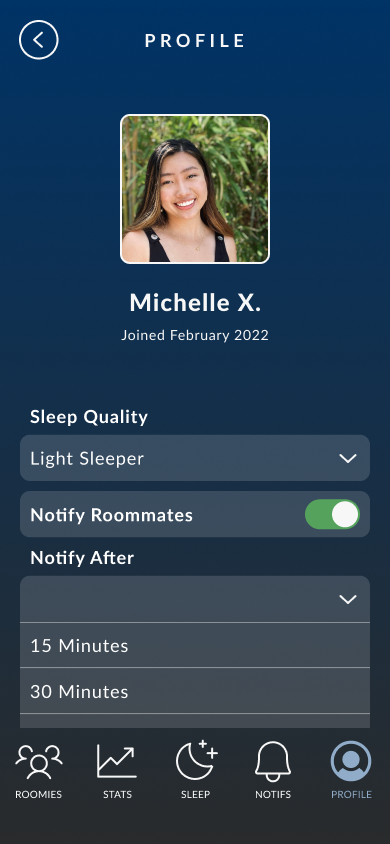 PROFILE
Michelle X.
Joined February 2022
Sleep Quality
Light Sleeper
Notify Roommates
Notify After
15 Minutes
30 Minutes
ROOMIES STATS SLEEP NOTIFS PROFILE